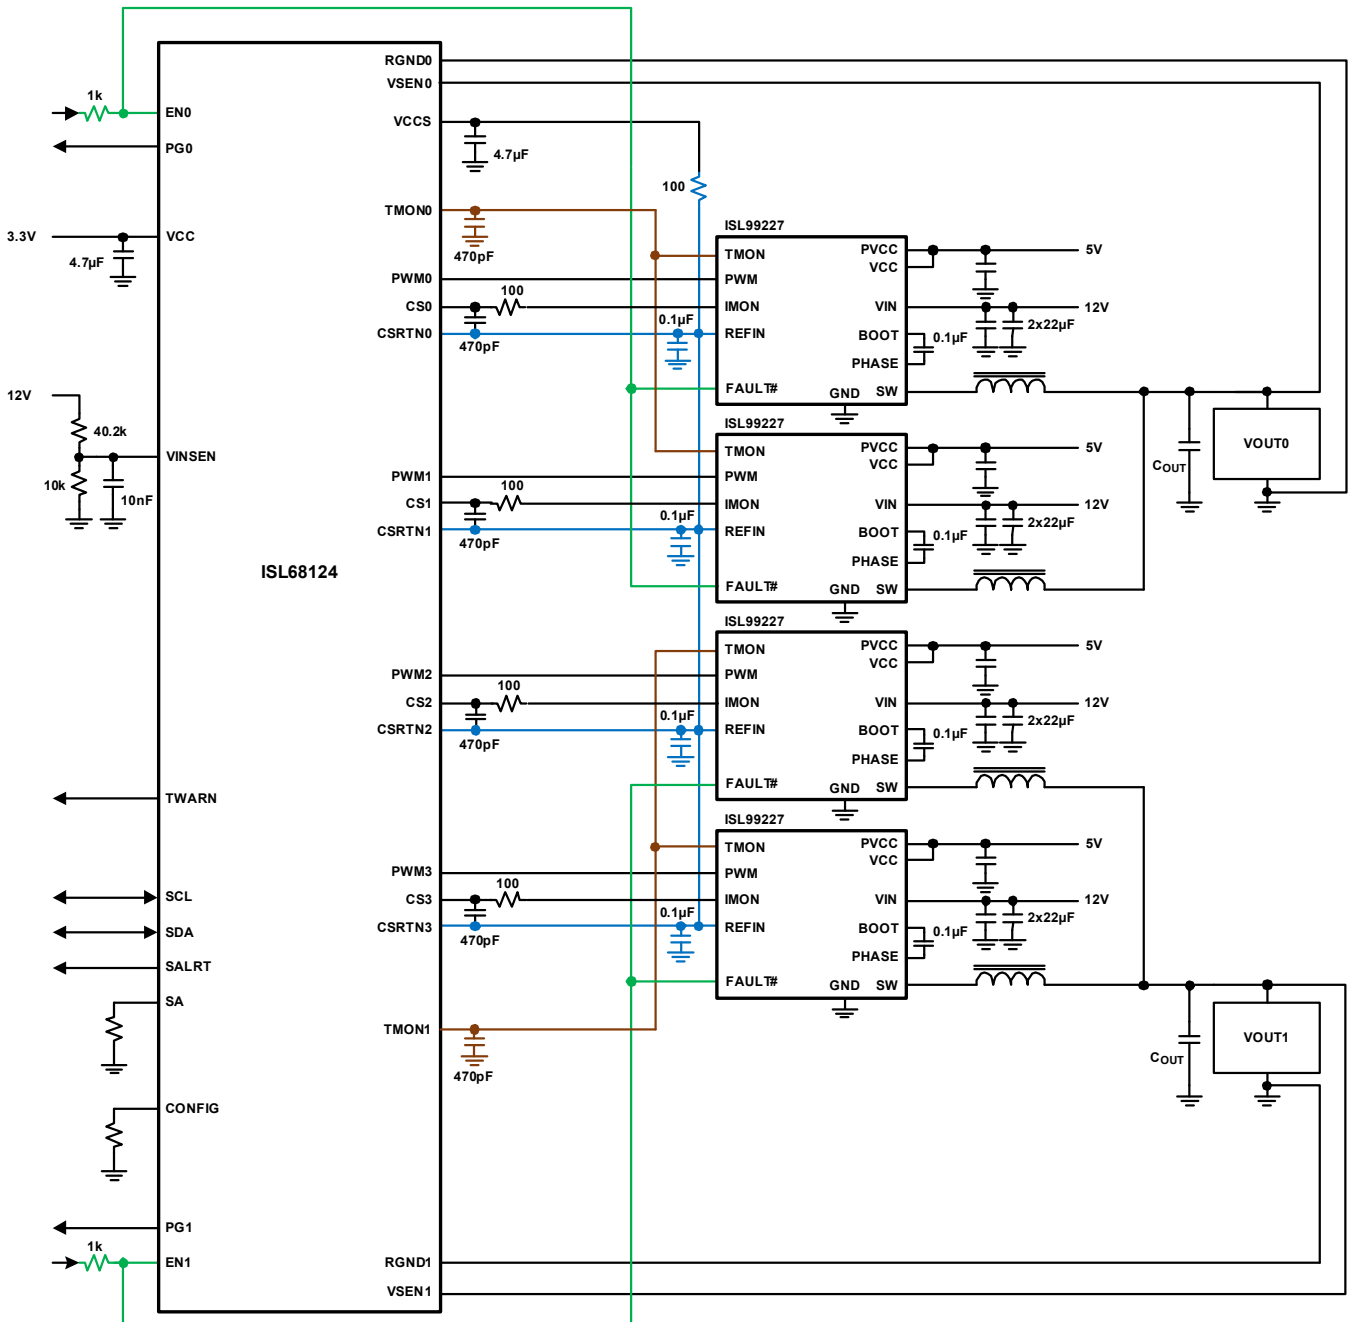 RGND0
VSEN0
1k
EN0
VCCS
PG0
4.7µF
100
TMON0
ISL99227
3.3V
VCC
470pF
TMON
PVCC
VCC
5V
4.7µF
PWM0
PWM
100
CS0
IMON
VIN
12V
0.1µF
2x22µF
CSRTN0
470pF
REFIN
BOOT
0.1µF
PHASE
12V
FAULT#
GND
SW
ISL99227
40.2k
VINSEN
TMON
PVCC
VCC
5V
VOUT0
COUT
10k
10nF
PWM1
PWM
100
CS1
IMON
VIN
12V
0.1µF
2x22µF
CSRTN1
470pF
REFIN
BOOT
0.1µF
PHASE
ISL68124
FAULT#
GND
SW
ISL99227
TMON
PVCC
VCC
5V
PWM2
PWM
100
CS2
IMON
VIN
12V
0.1µF
2x22µF
CSRTN2
470pF
REFIN
BOOT
0.1µF
PHASE
TWARN
FAULT#
GND
SW
ISL99227
TMON
PVCC
VCC
5V
PWM3
PWM
100
SCL
CS3
IMON
VIN
12V
0.1µF
2x22µF
CSRTN3
470pF
REFIN
BOOT
0.1µF
SDA
PHASE
SALRT
FAULT#
GND
SW
SA
TMON1
470pF
VOUT1
COUT
CONFIG
PG1
1k
EN1
RGND1
VSEN1